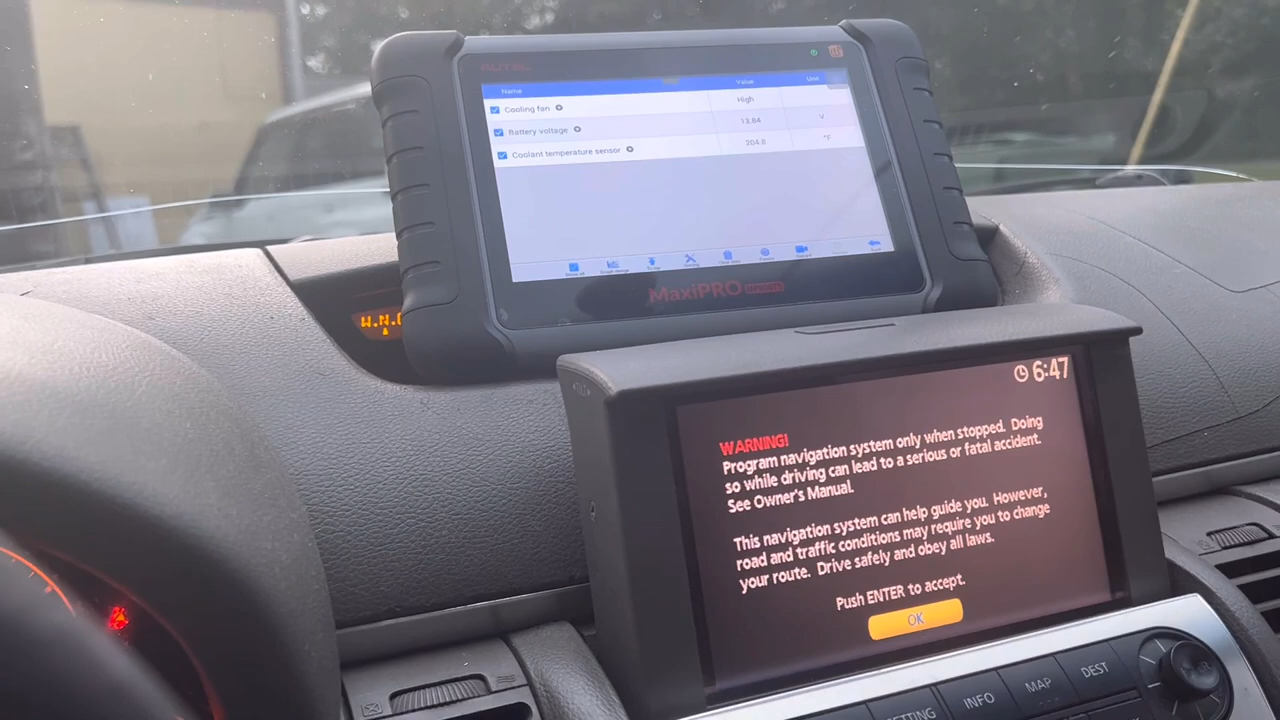 AUTEL
Name Value Unit
Cooling fan High
Battery voltage 13.84 V
Coolant temperature sensor 204.8 °F
MaxiPRO
W.N.
6:47
WARNING!
Program navigation system only when stopped. Doing
so while driving can lead to a serious or fatal accident.
See Owner's Manual.
This navigation system can help guide you. However,
road and traffic conditions may require you to change
your route. Drive safely and obey all laws.
Push ENTER to accept.
OK
SETTING INFO MAP DEST